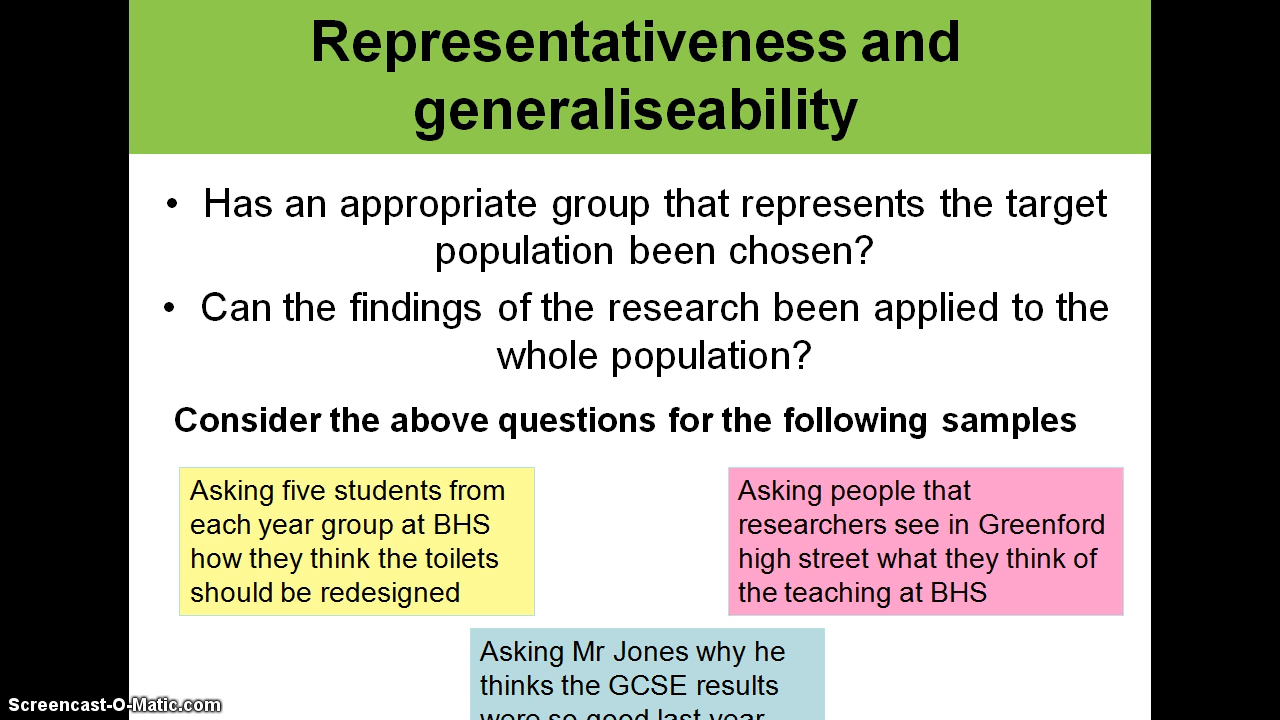 Representativeness and
generaliseability
• Has an appropriate group that represents the target
population been chosen?
• Can the findings of the research been applied to the
whole population?
Consider the above questions for the following samples
Asking five students from
each year group at BHS
how they think the toilets
should be redesigned
Asking people that
researchers see in Greenford
high street what they think of
the teaching at BHS
Asking Mr Jones why he
thinks the GCSE results
were so good last year
Screencast-O-Matic.com